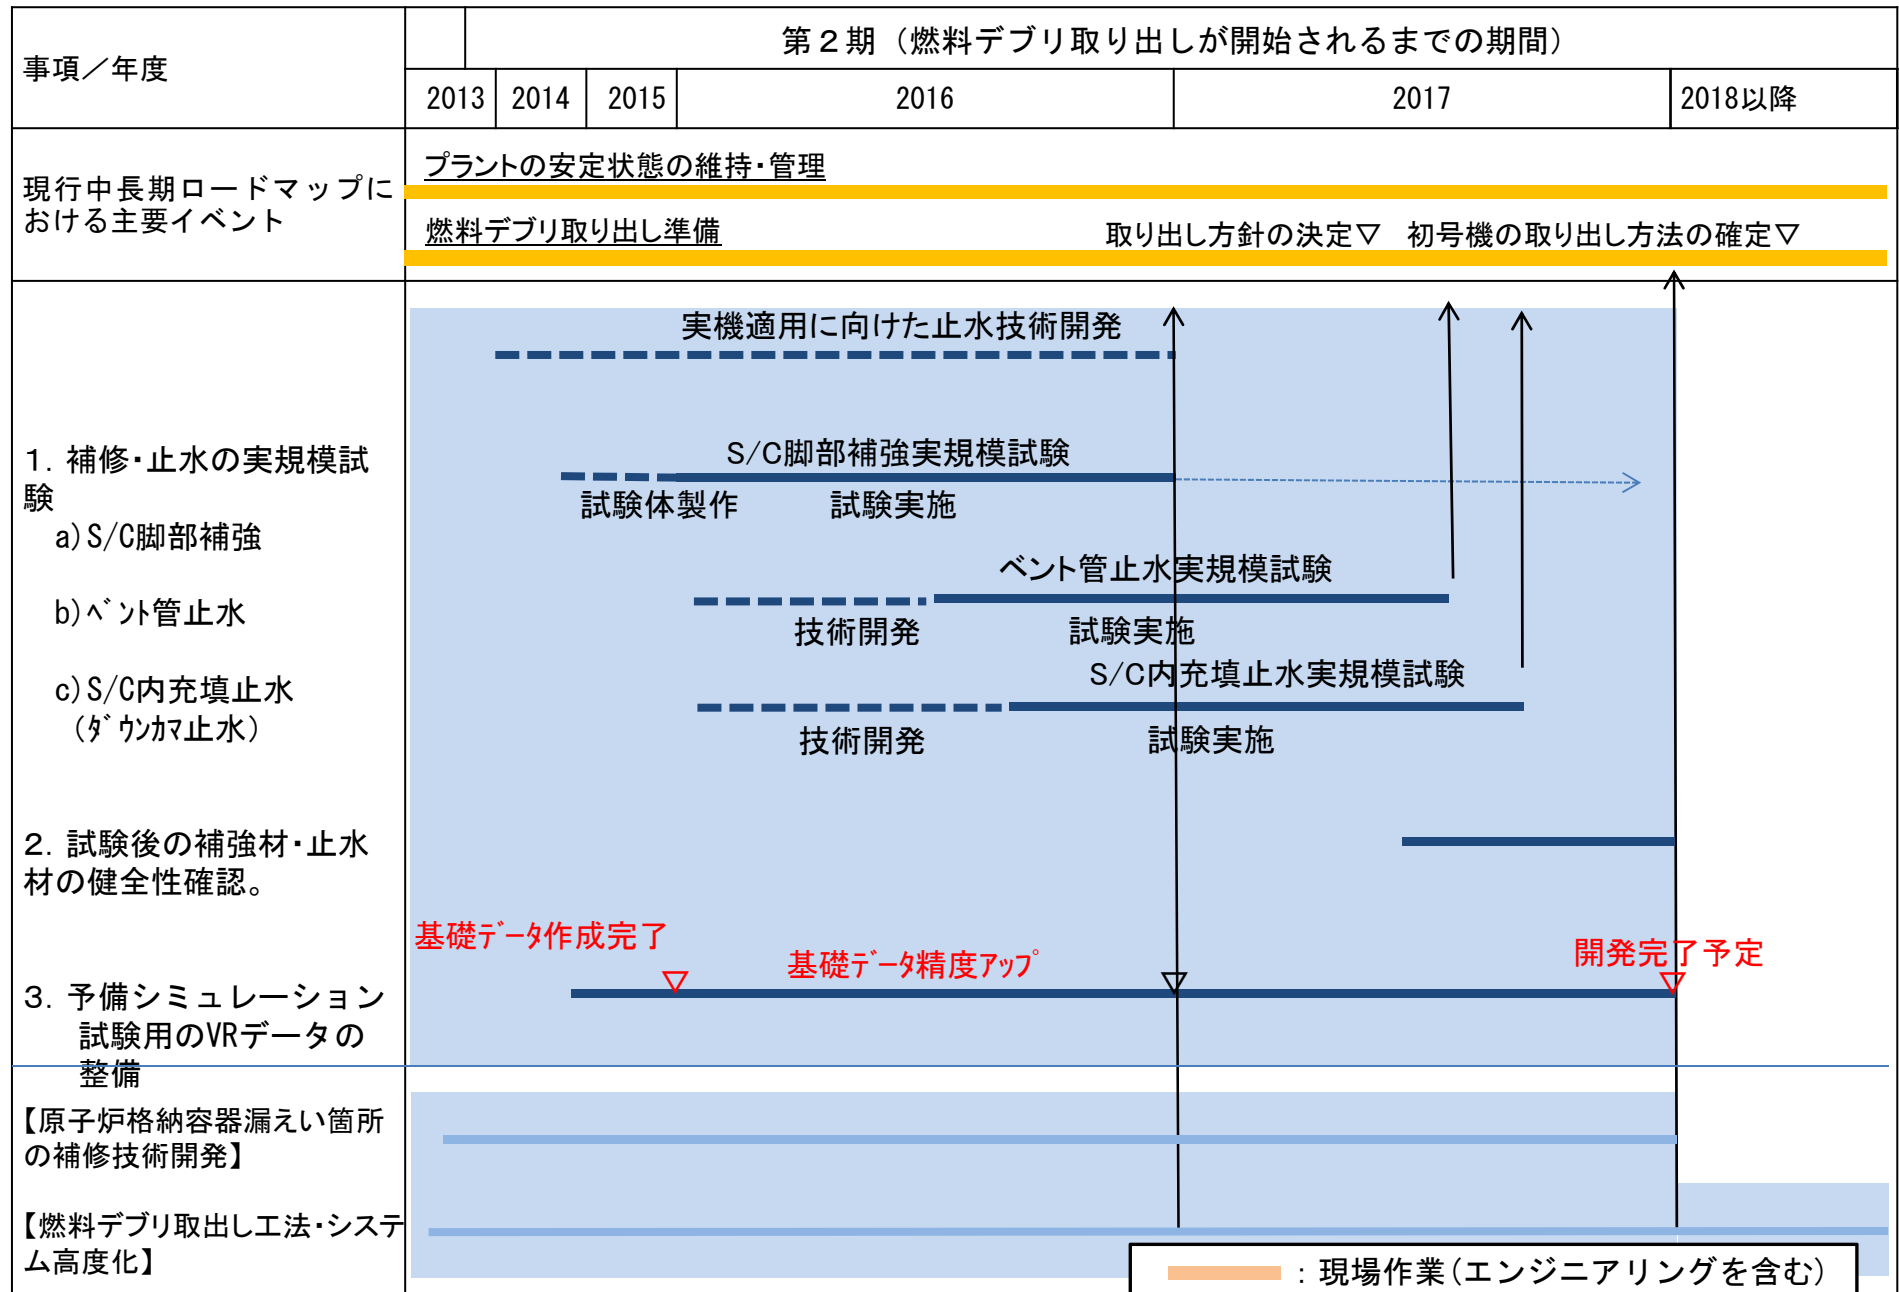 事項／年度
第２期（燃料デブリ取り出しが開始されるまでの期間）
2013
2014
2015
2016
2017
2018以降
現行中長期ロードマップに
おける主要イベント
プラントの安定状態の維持・管理
燃料デブリ取り出し準備
取り出し方針の決定▽
初号機の取り出し方法の確定▽
実機適用に向けた止水技術開発
１．補修・止水の実規模試
験
a)S/C脚部補強
S/C脚部補強実規模試験
試験体製作
試験実施
b)ﾍﾞﾝﾄ管止水
ベント管止水実規模試験
技術開発
試験実施
c)S/C内充填止水
（ﾀﾞｳﾝｶﾏ止水）
S/C内充填止水実規模試験
技術開発
試験実施
２．試験後の補強材・止水
材の健全性確認。
基礎ﾃﾞｰﾀ作成完了
基礎ﾃﾞｰﾀ精度ｱｯﾌﾟ
開発完了予定
３．予備シミュレーション
試験用のVRデータの
整備
【原子炉格納容器漏えい箇所
の補修技術開発】
【燃料デブリ取出し工法・システ
ム高度化】
：現場作業（エンジニアリングを含む）